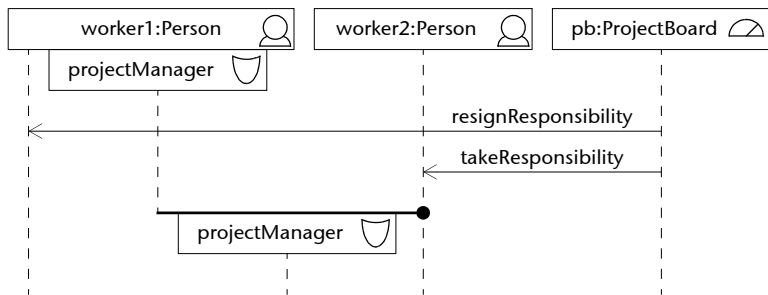 worker1:Person
worker2:Person
pb:ProjectBoard
projectManager
resignResponsibility
takeResponsibility
projectManager